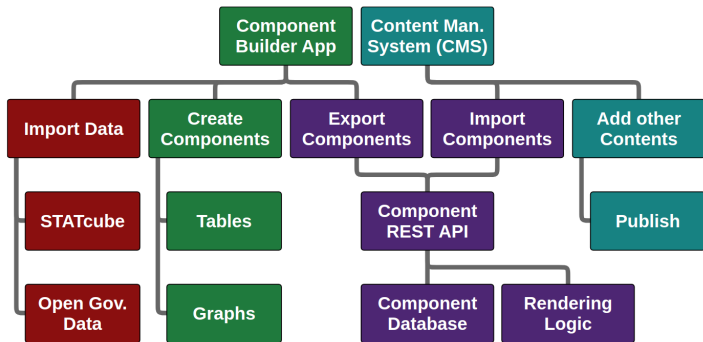 Component
Builder App
Content Man.
System (CMS)
Import Data
Create
Components
Export
Components
Import
Components
Add other
Contents
STATcube
Tables
Component
REST API
Publish
Open Gov.
Data
Graphs
Component
Database
Rendering
Logic